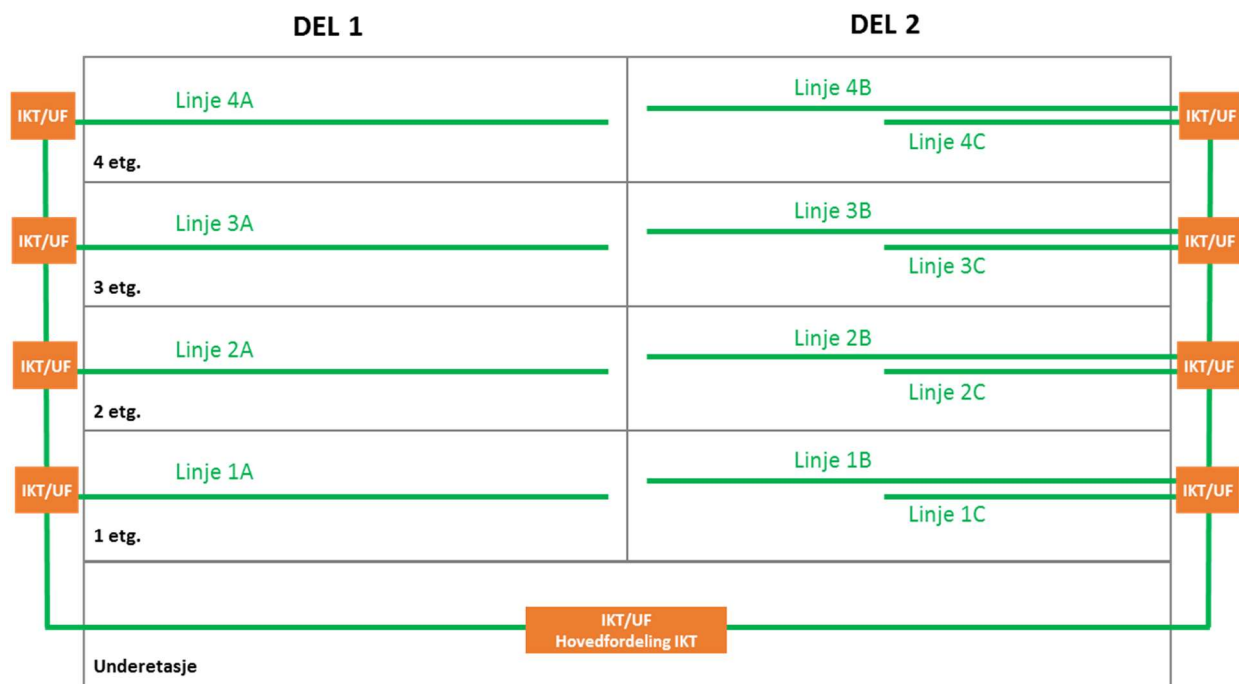 DEL 1
DEL 2
IKT/UF
Linje 4A
4 etg.
Linje 4B
Linje 4C
IKT/UF
IKT/UF
Linje 3A
3 etg.
Linje 3B
Linje 3C
IKT/UF
IKT/UF
Linje 2A
2 etg.
Linje 2B
Linje 2C
IKT/UF
IKT/UF
Linje 1A
1 etg.
Linje 1B
Linje 1C
IKT/UF
IKT/UF
Hovedfordeling IKT
Underetasje